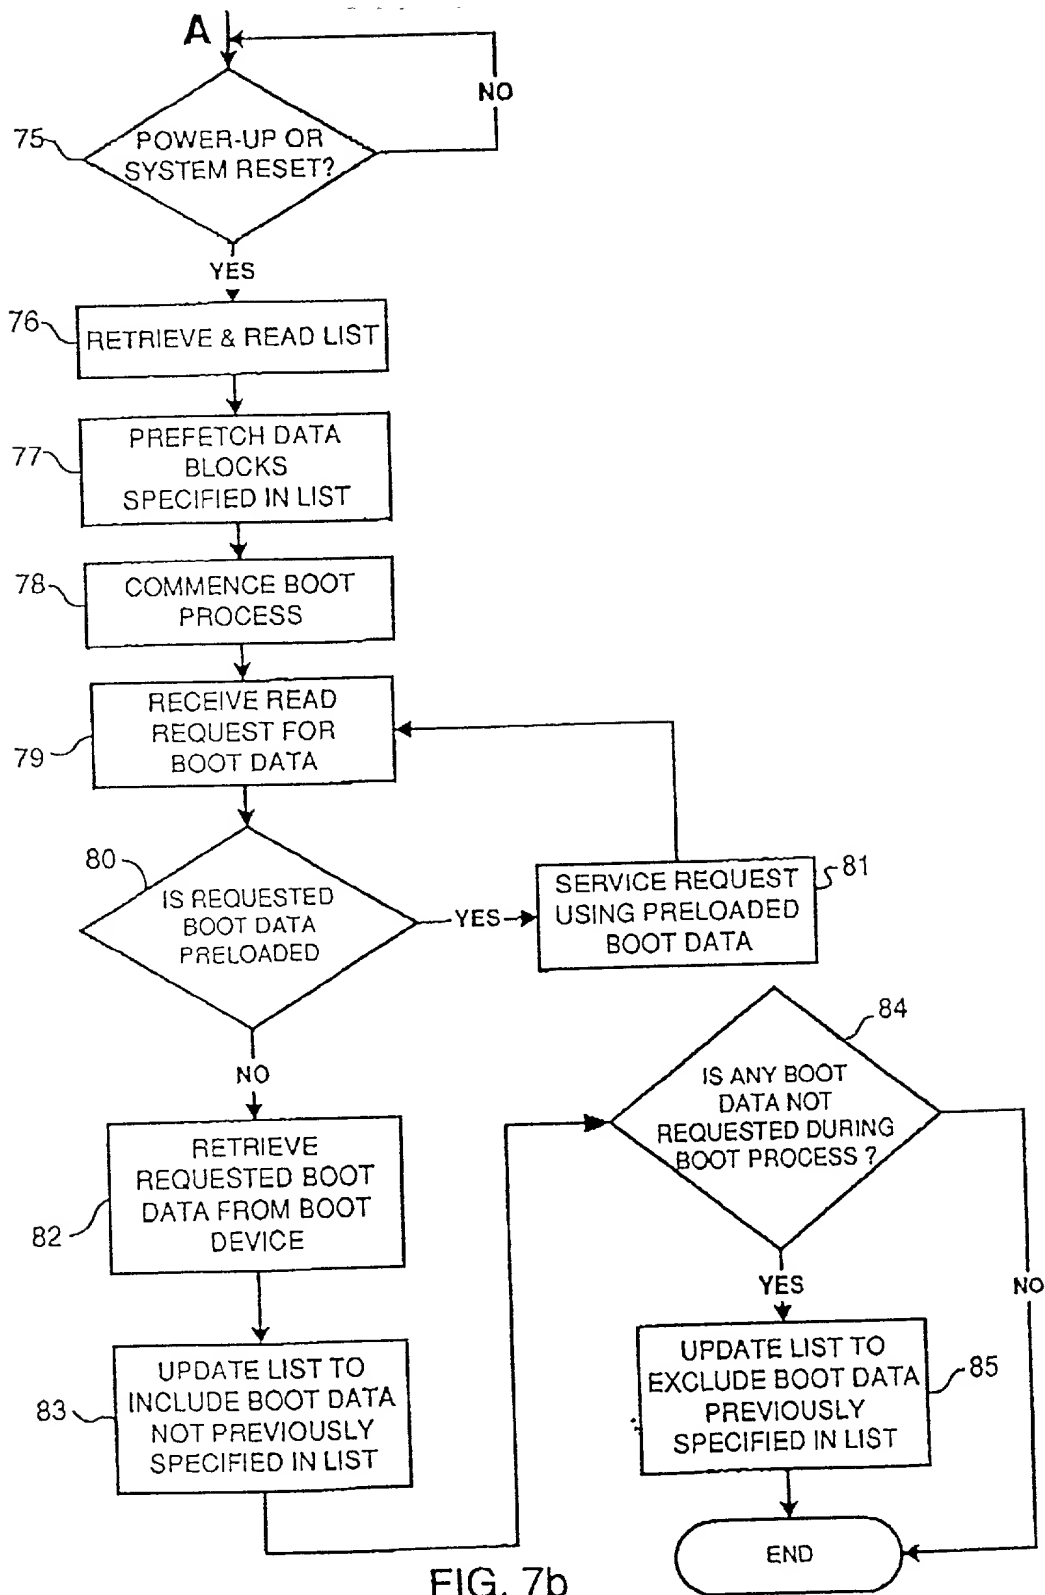 A
NO
75
POWER-UP OR
SYSTEM RESET?
YES
76
RETRIEVE & READ LIST
77
PREFETCH DATA
BLOCKS
SPECIFIED IN LIST
78
COMMENCE BOOT
PROCESS
79
RECEIVE READ
REQUEST FOR
BOOT DATA
80
IS REQUESTED
BOOT DATA
PRELOADED
YES
81
SERVICE REQUEST
USING PRELOADED
BOOT DATA
NO
82
RETRIEVE
REQUESTED BOOT
DATA FROM BOOT
DEVICE
83
UPDATE LIST TO
INCLUDE BOOT DATA
NOT PREVIOUSLY
SPECIFIED IN LIST
84
IS ANY BOOT
DATA NOT
REQUESTED DURING
BOOT PROCESS ?
YES
NO
85
UPDATE LIST TO
EXCLUDE BOOT DATA
PREVIOUSLY
SPECIFIED IN LIST
END
FIG. 7b